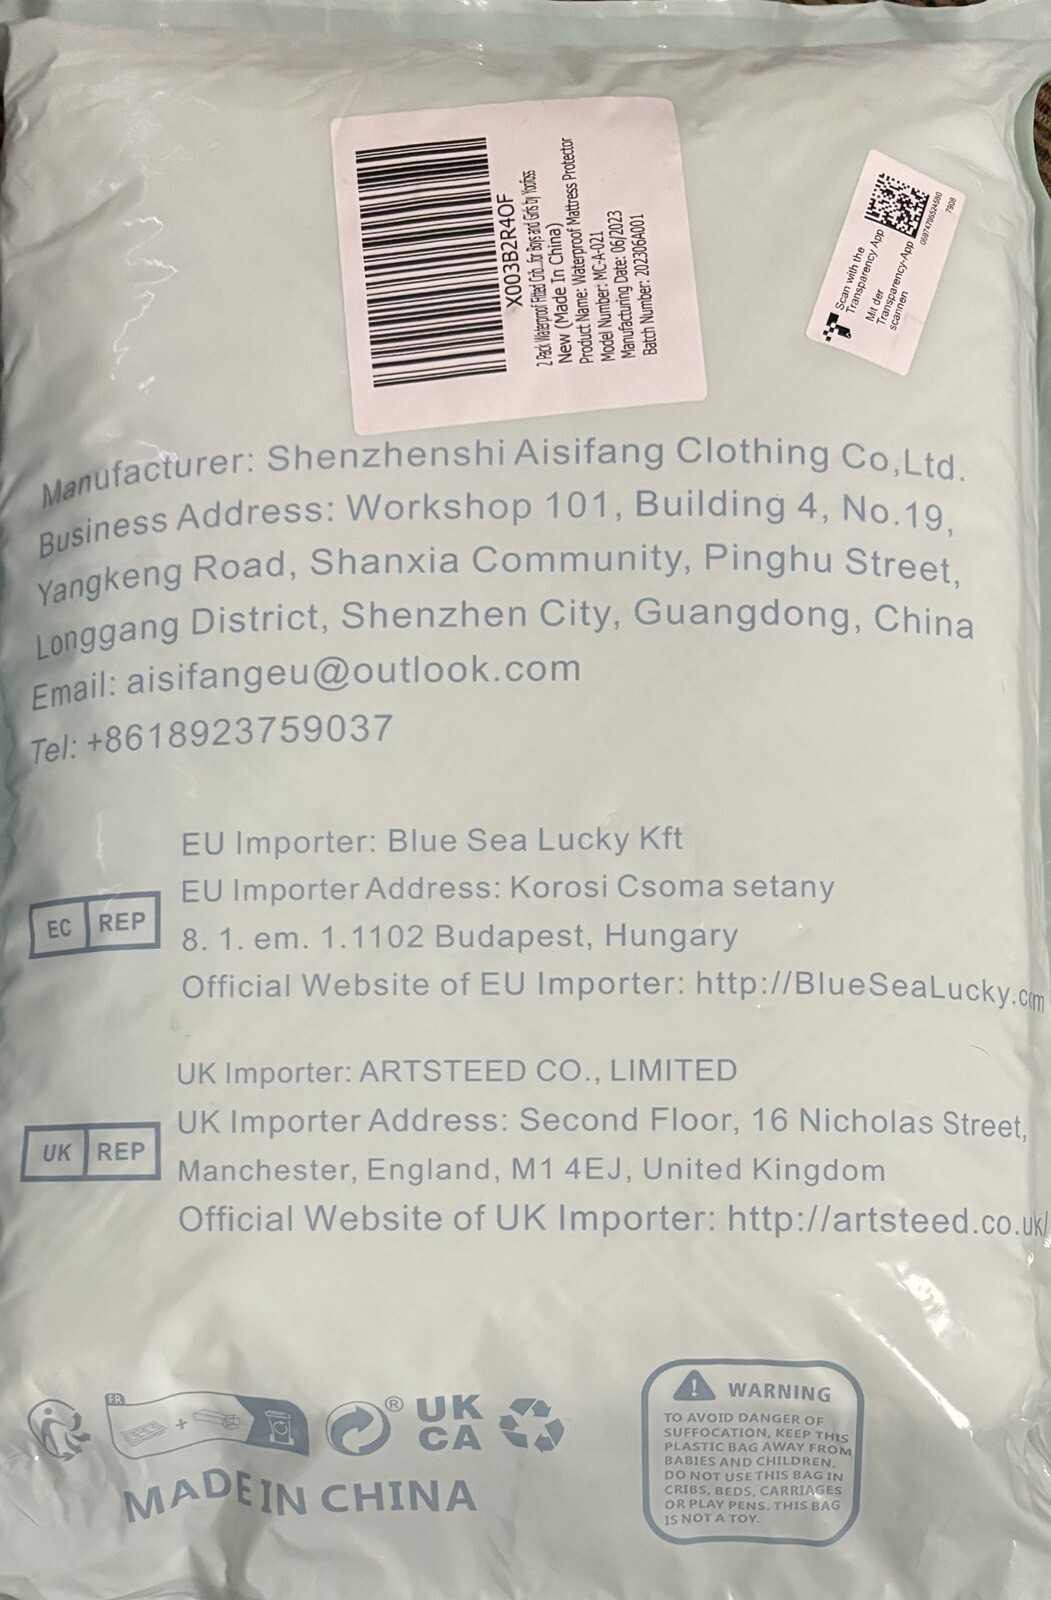 X003B2R4OF
2 Pack Waterproof Fitted Crib...for Boys and Girls by Yoofoss
New (Made In China)
Product Name: Waterproof Mattress Protector
Model Number: MC-A-021
Manufacturing Date: 06/2023
Batch Number: 202306A001
Scan with the
Transparency App
Mit der
Transparency-App
scannen
7908
Manufacturer: Shenzhenshi Aisifang Clothing Co,Ltd.
Business Address: Workshop 101, Building 4, No.19,
Yangkeng Road, Shanxia Community, Pinghu Street,
Longgang District, Shenzhen City, Guangdong, China
Email: aisifangeu@outlook.com
Tel: +8618923759037
EC REP
EU Importer: Blue Sea Lucky Kft
EU Importer Address: Korosi Csoma setany
8. 1. em. 1.1102 Budapest, Hungary
Official Website of EU Importer: http://BlueSeaLucky.com
UK REP
UK Importer: ARTSTEED CO., LIMITED
UK Importer Address: Second Floor, 16 Nicholas Street,
Manchester, England, M1 4EJ, United Kingdom
Official Website of UK Importer: http://artsteed.co.uk/
FR
+
®
UK
CA
MADE IN CHINA
WARNING
TO AVOID DANGER OF
SUFFOCATION, KEEP THIS
PLASTIC BAG AWAY FROM
BABIES AND CHILDREN.
DO NOT USE THIS BAG IN
CRIBS, BEDS, CARRIAGES
OR PLAY PENS. THIS BAG
IS NOT A TOY.